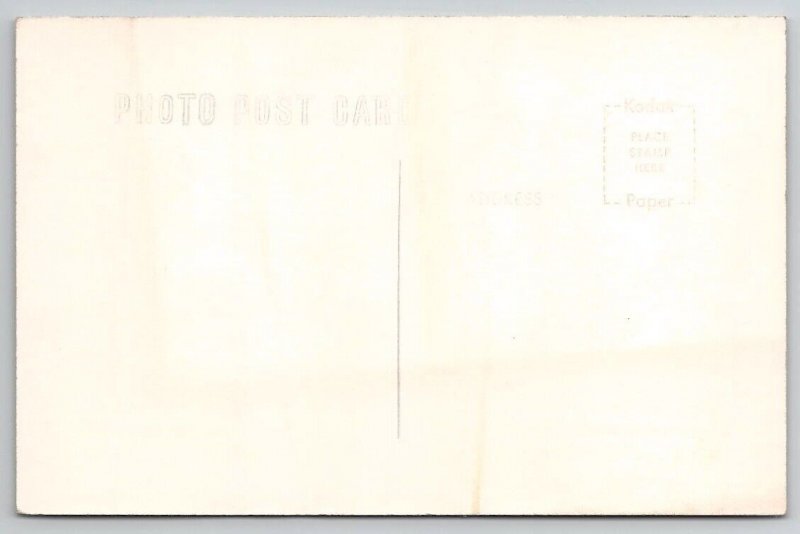 PHOTO POST CARD
Kodak
PLACE
STAMP
HERE
Paper
ADDRESS